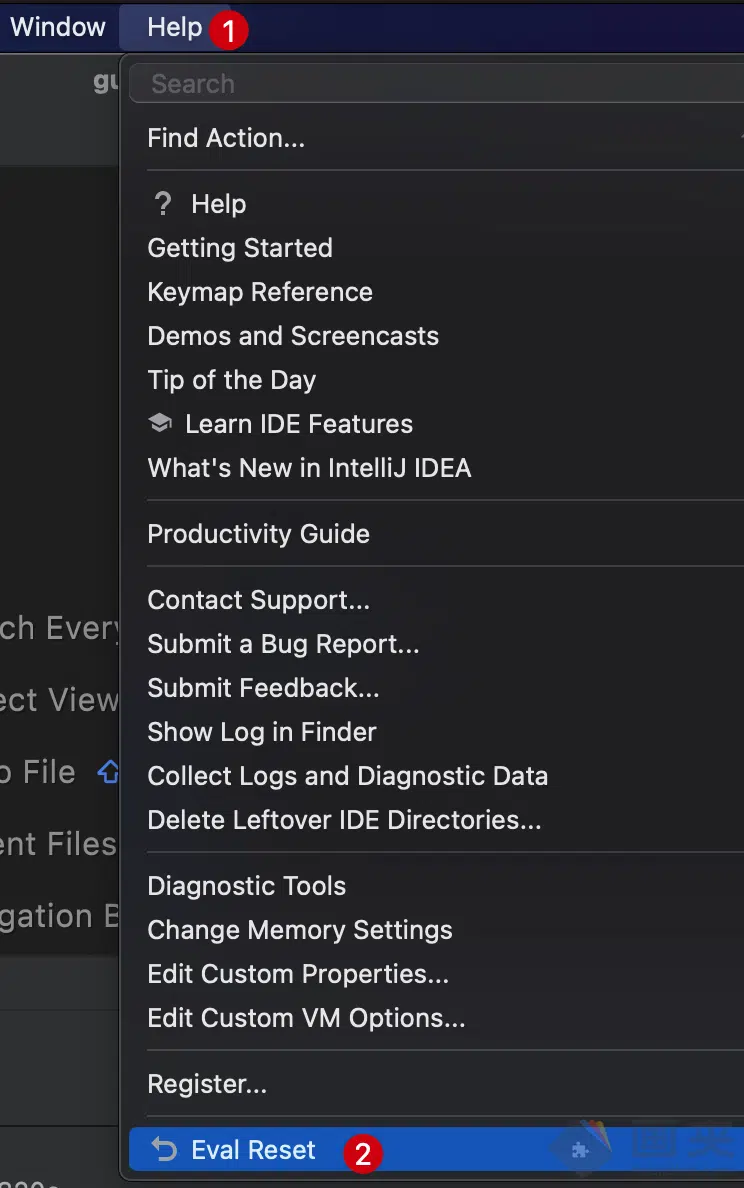 Window Help 1
gu
Search
Find Action...
? Help
Getting Started
Keymap Reference
Demos and Screencasts
Tip of the Day
Learn IDE Features
What's New in IntelliJ IDEA
Productivity Guide
Contact Support...
ch Every
Submit a Bug Report...
ect View
Submit Feedback...
Show Log in Finder
o File
Collect Logs and Diagnostic Data
Delete Leftover IDE Directories...
ent Files
Diagnostic Tools
gation B
Change Memory Settings
Edit Custom Properties...
Edit Custom VM Options...
Register...
Eval Reset 2